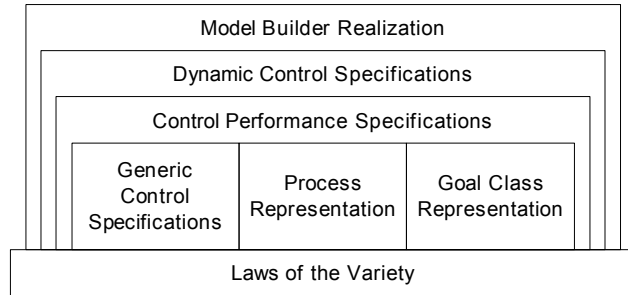 Model Builder Realization
Dynamic Control Specifications
Control Performance Specifications
Generic
Control
Specifications
Process
Representation
Goal Class
Representation
Laws of the Variety